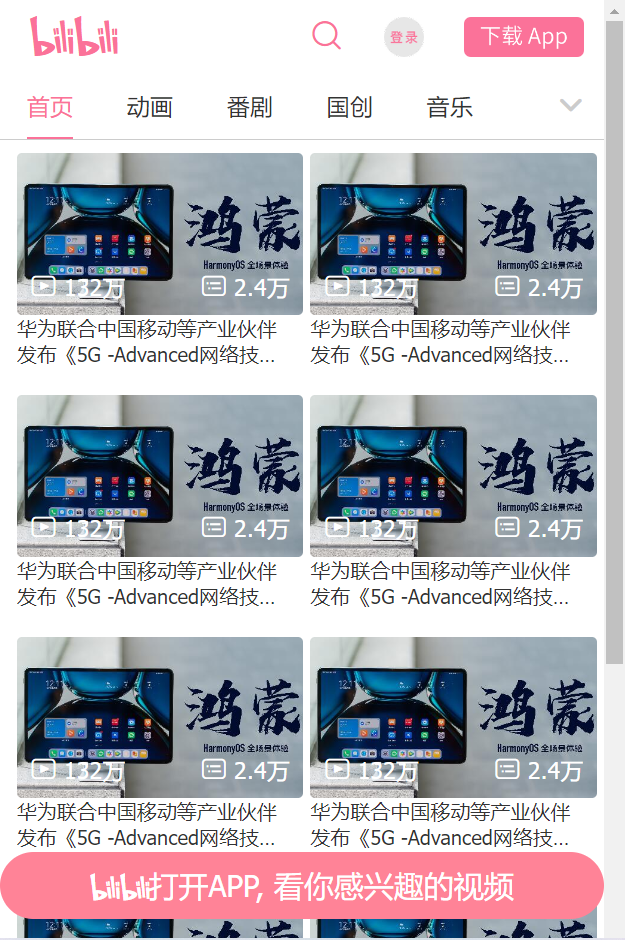 bilibili
登录
下载 App
首页 动画 番剧 国创 音乐
鸿蒙
HarmonyOS 全场景体验
132万 2.4万
鸿蒙
HarmonyOS 全场景体验
132万 2.4万
华为联合中国移动等产业伙伴
发布《5G -Advanced网络技...
华为联合中国移动等产业伙伴
发布《5G -Advanced网络技...
鸿蒙
HarmonyOS 全场景体验
132万 2.4万
鸿蒙
HarmonyOS 全场景体验
132万 2.4万
华为联合中国移动等产业伙伴
发布《5G -Advanced网络技...
华为联合中国移动等产业伙伴
发布《5G -Advanced网络技...
鸿蒙
HarmonyOS 全场景体验
132万 2.4万
鸿蒙
HarmonyOS 全场景体验
132万 2.4万
华为联合中国移动等产业伙伴
发布《5G -Advanced网络技...
华为联合中国移动等产业伙伴
发布《5G -Advanced网络技...
bilibili打开APP, 看你感兴趣的视频